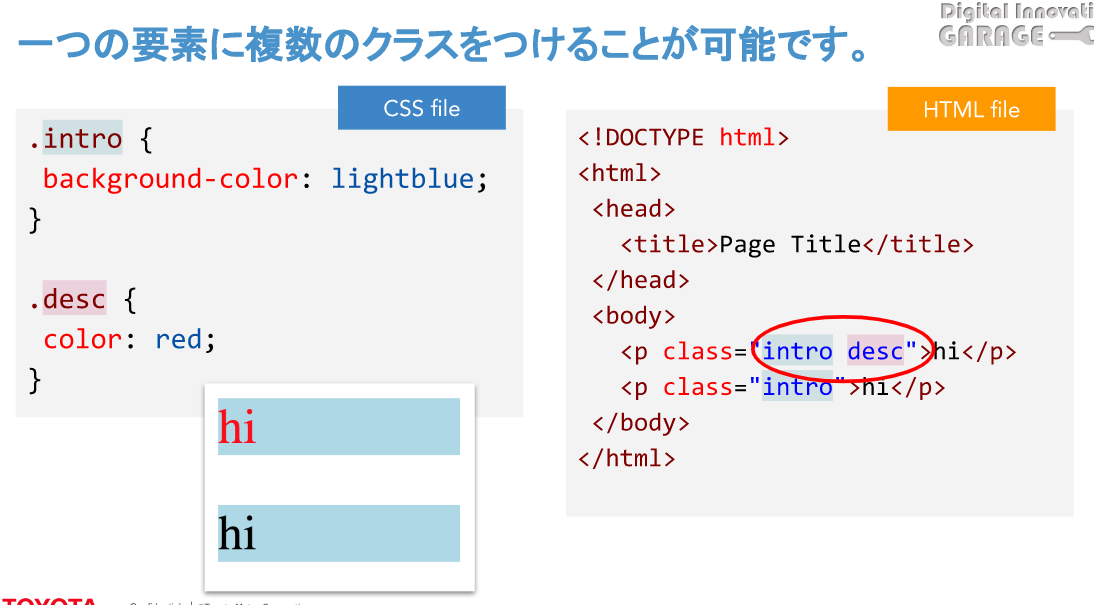 一つの要素に複数のクラスをつけることが可能です。
Digital Innovati
GARAGE
CSS file
.intro {
background-color: lightblue;
}
.desc {
color: red;
}
hi
hi
HTML file
<!DOCTYPE html>
<html>
<head>
<title>Page Title</title>
</head>
<body>
<p class="intro desc">hi</p>
<p class="intro">hi</p>
</body>
</html>
TOYOTA